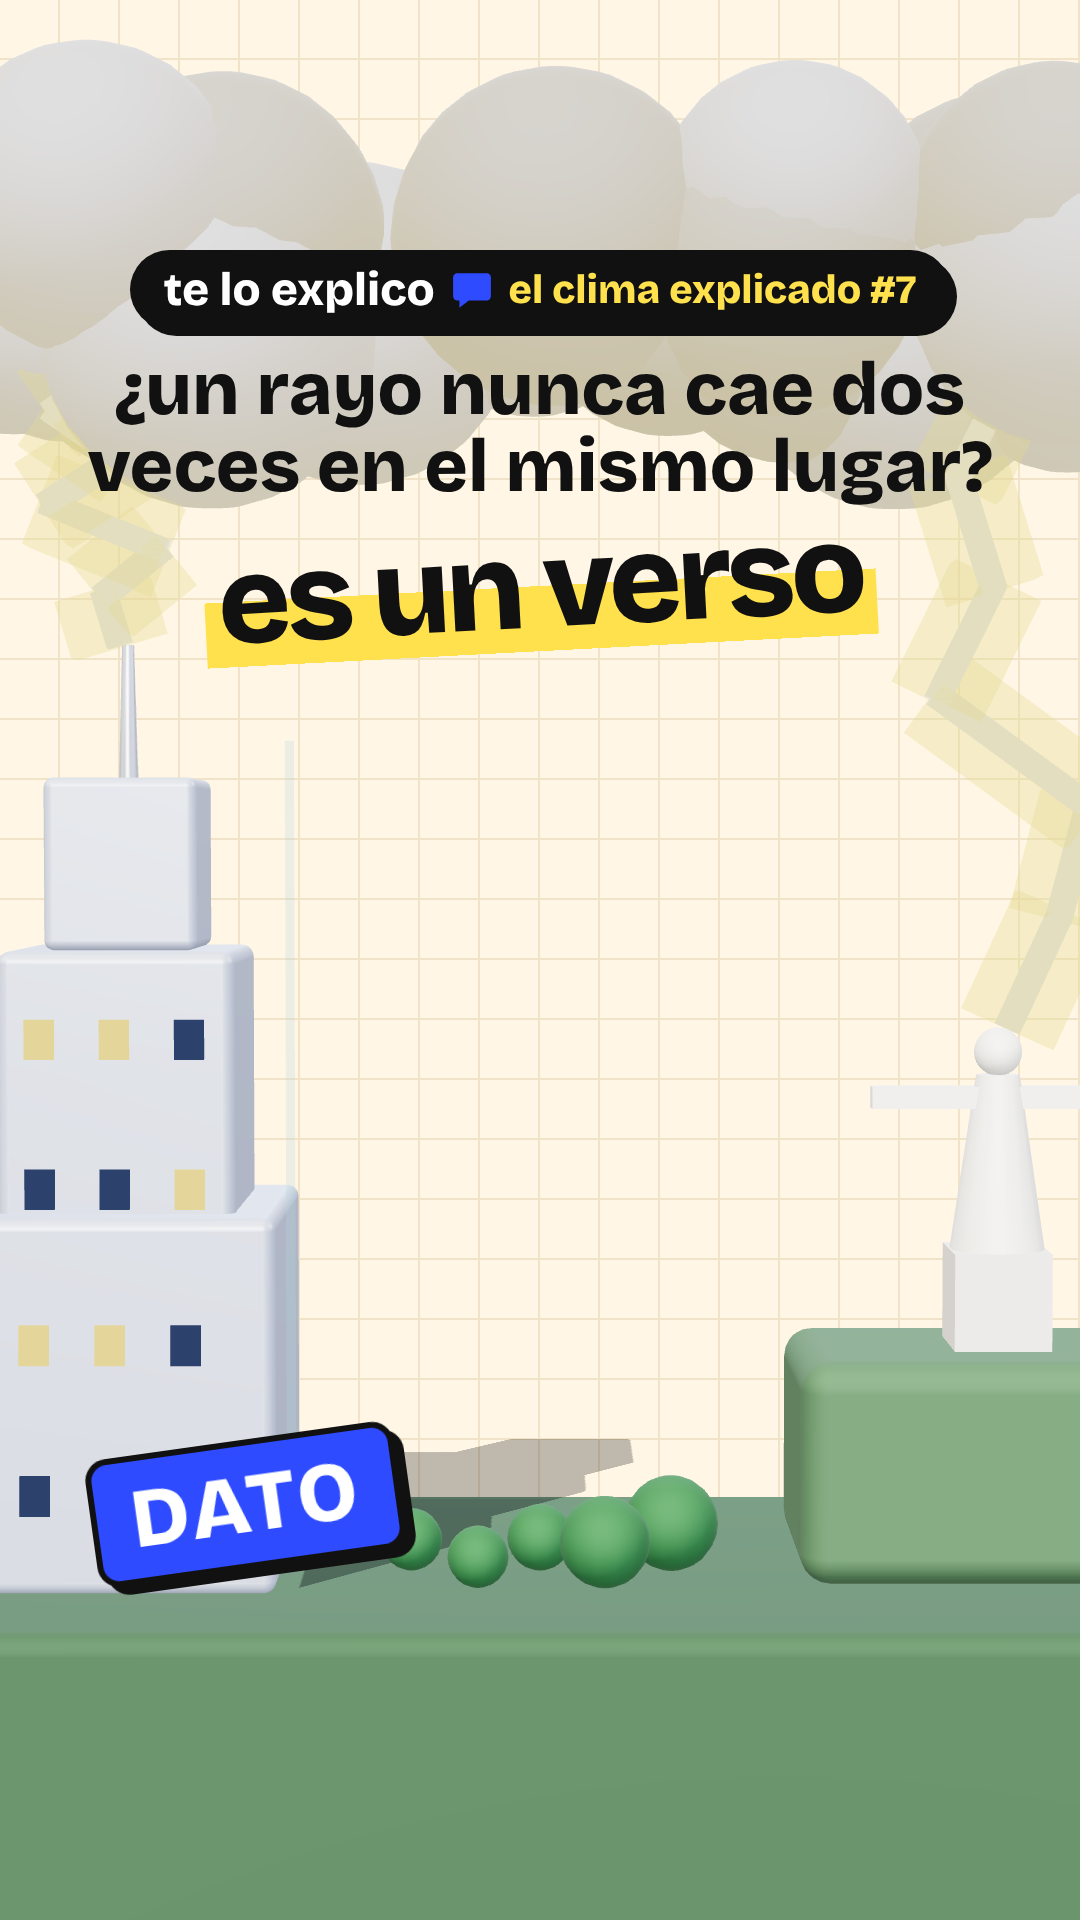 te lo explico el clima explicado #7
¿un rayo nunca cae dos
veces en el mismo lugar?
es un verso
DATO